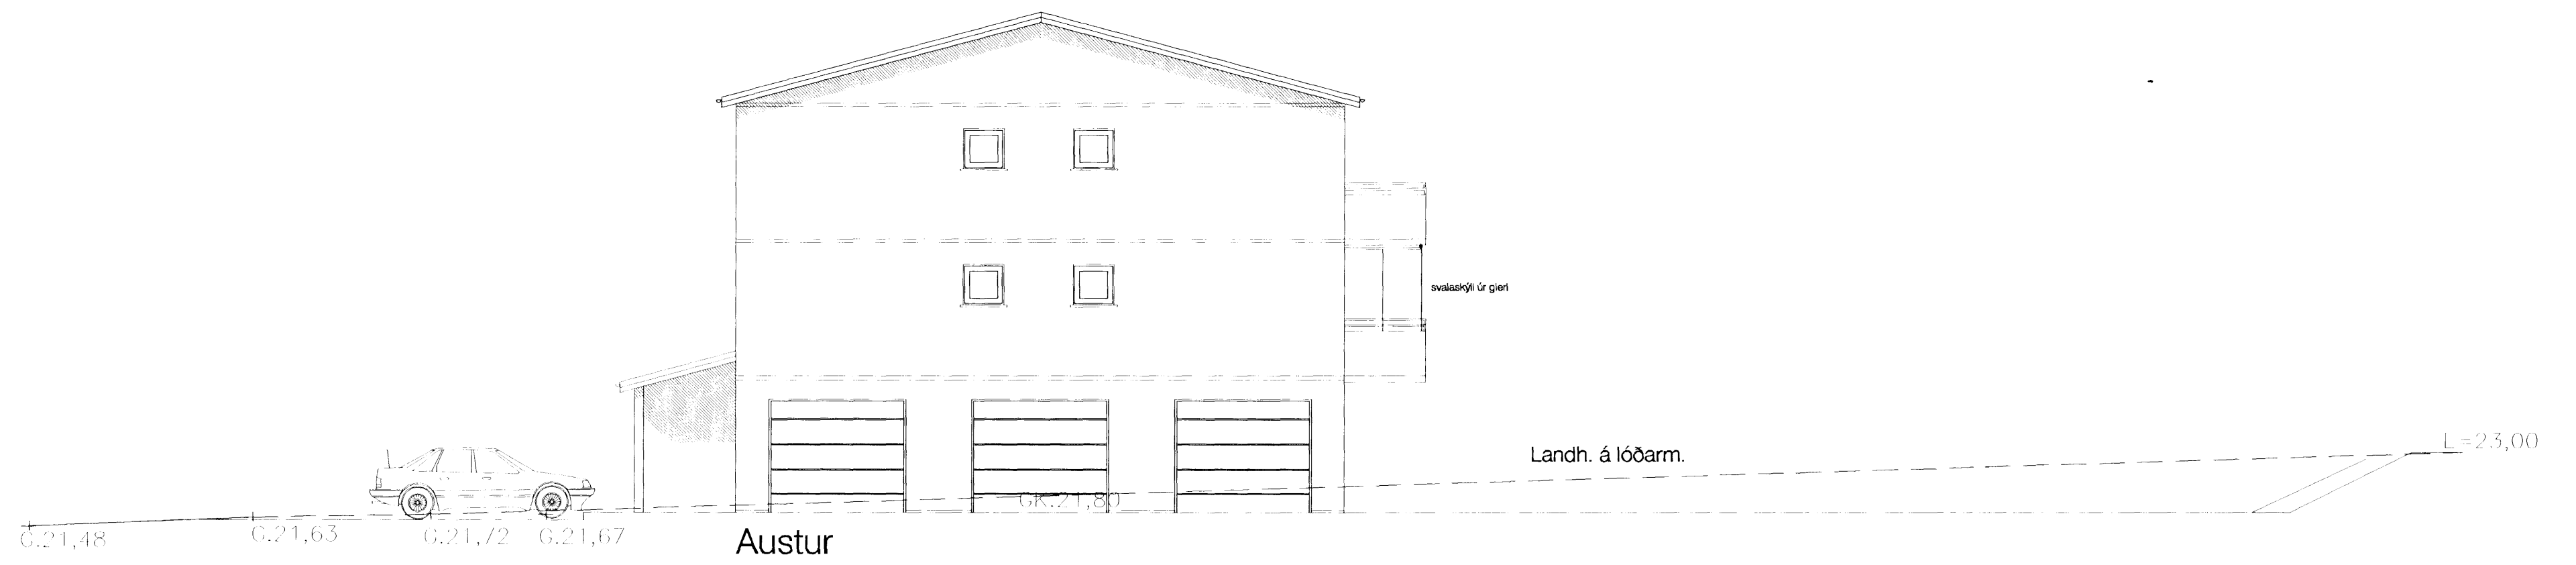 svalaskýli úr gleri
Landh. á lóðarm.
L=23,00
GK.21,80
G.21,48
G.21,63
G.21,72
G.21,67
Austur